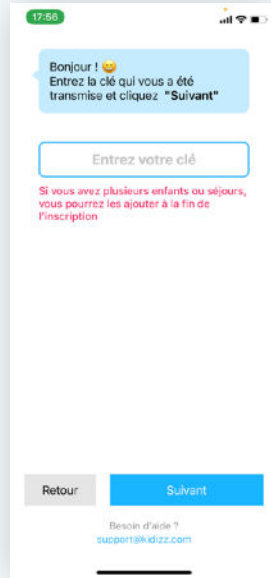 17:56
Bonjour ! 😄
Entrez la clé qui vous a été
transmise et cliquez "Suivant"
Entrez votre clé
Si vous avez plusieurs enfants ou séjours,
vous pourrez les ajouter à la fin de
l'inscription
Retour
Suivant
Besoin d'aide ?
support@kidizz.com